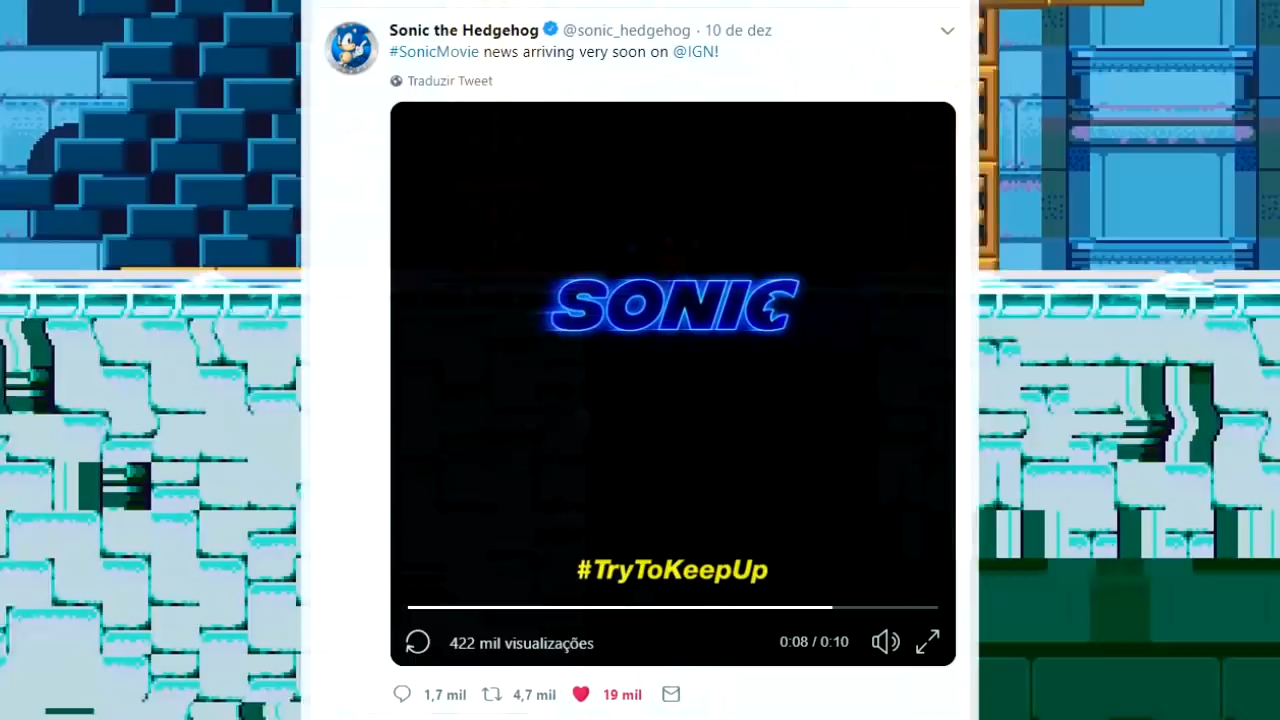 Sonic the Hedgehog @sonic_hedgehog · 10 de dez
#SonicMovie news arriving very soon on @IGN!
Traduzir Tweet
SONIC
#TryToKeepUp
422 mil visualizações 0:08 / 0:10
1,7 mil 4,7 mil 19 mil